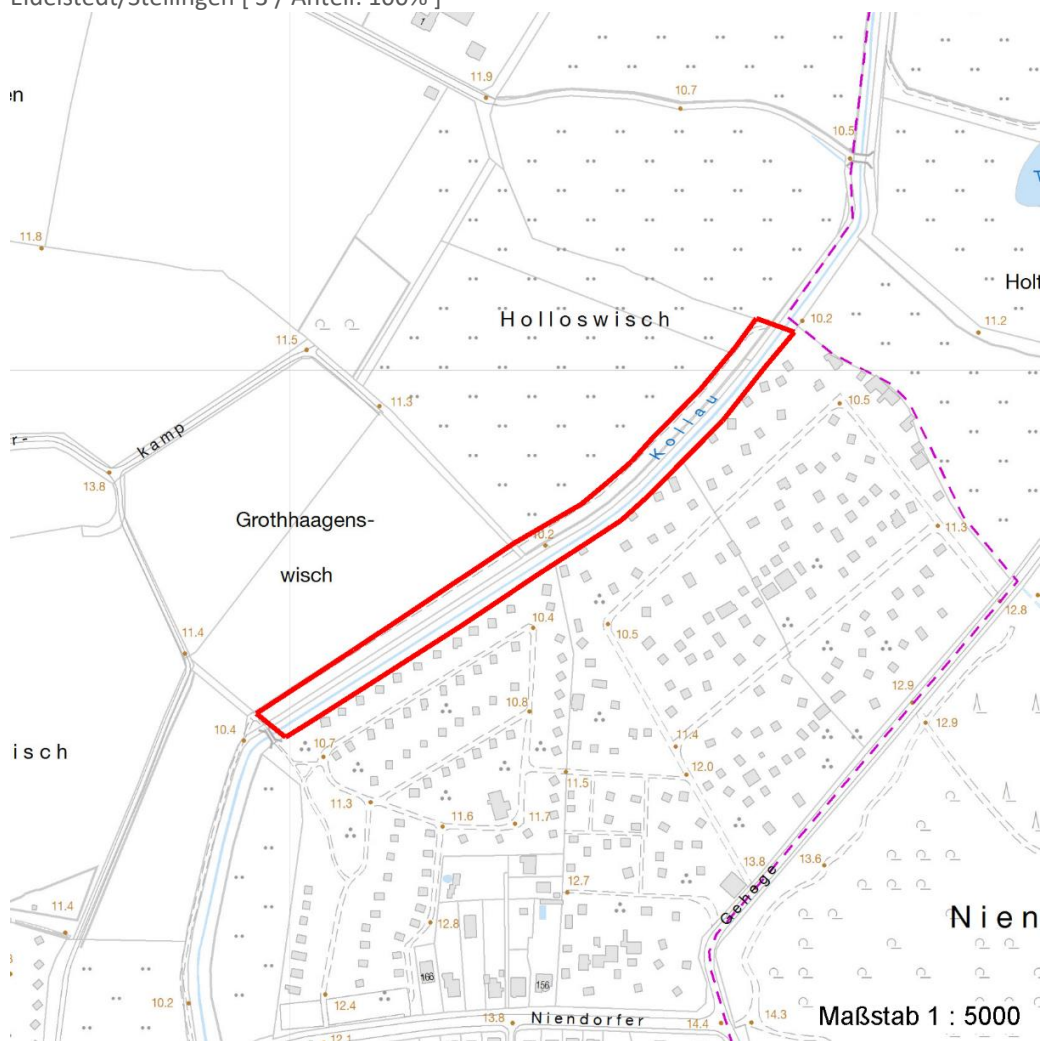 Eidelstedt/Stellingen [ S / Anteil: 100% ]
1
11.9
en
10.7
10.5
11.8
Holt
Holloswisch
10.2
11.2
11.5
11.3
10.5
Kollau
kamp
r-
13.8
Grothhaagens-
11.3
10.2
wisch
12.8
10.4
10.5
11.4
12.9
10.8
12.9
10.4
isch
11.4
10.7
12.0
11.5
11.3
11.6
11.7
13.8
13.6
12.7
Gehege
11.4
12.8
Nien
166
156
10.2
12.4
Niendorfer
13.8
14.4
14.3
Maßstab 1 : 5000
12.1